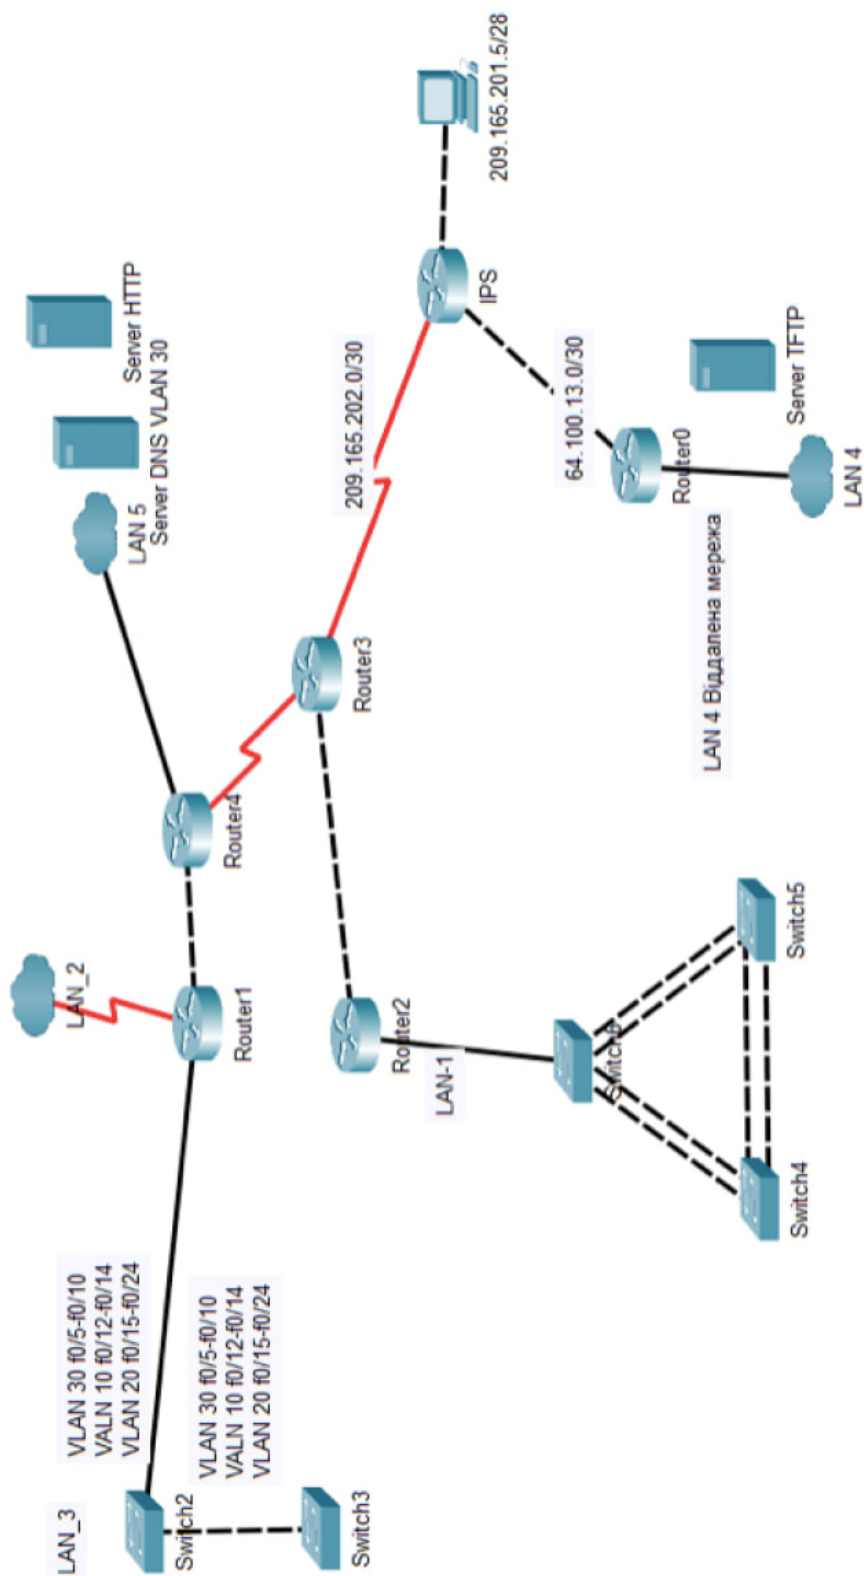 LAN_3
VLAN 30 f0/5-f0/10
VALN 10 f0/12-f0/14
VLAN 20 f0/15-f0/24
Switch2
VLAN 30 f0/5-f0/10
VALN 10 f0/12-f0/14
VLAN 20 f0/15-f0/24
Switch3
LAN_2
Router1
Router4
LAN 5
Server DNS VLAN 30
Server HTTP
Router3
209.165.202.0/30
IPS
209.165.201.5/28
Router2
LAN-1
64.100.13.0/30
Router0
Server TFTP
LAN 4
LAN 4 Віддалена мережа
Switch4
Switch5